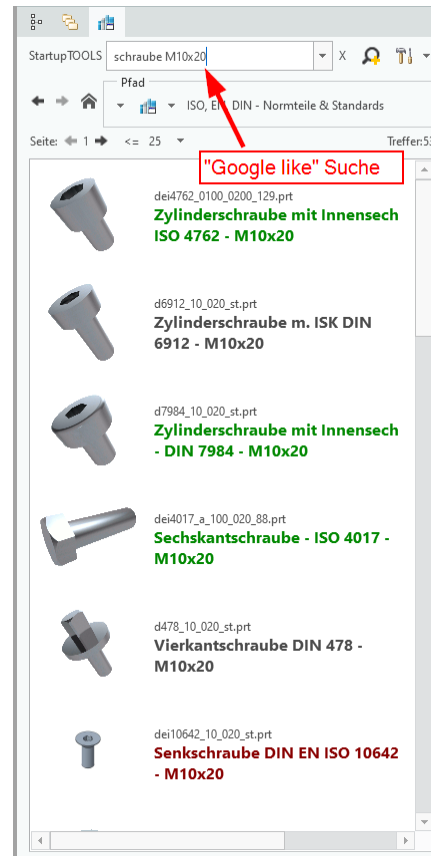 StartupTOOLS schraube M10x20 X
Pfad
ISO, EN, DIN - Normteile & Standards
Seite: 1 <= 25 Treffer:53
"Google like" Suche
dei4762_0100_0200_129.prt
Zylinderschraube mit Innensech
ISO 4762 - M10x20
d6912_10_020_st.prt
Zylinderschraube m. ISK DIN
6912 - M10x20
d7984_10_020_st.prt
Zylinderschraube mit Innensech
- DIN 7984 - M10x20
dei4017_a_100_020_88.prt
Sechskantschraube - ISO 4017 -
M10x20
d478_10_020_st.prt
Vierkantschraube DIN 478 -
M10x20
dei10642_10_020_st.prt
Senkschraube DIN EN ISO 10642
- M10x20